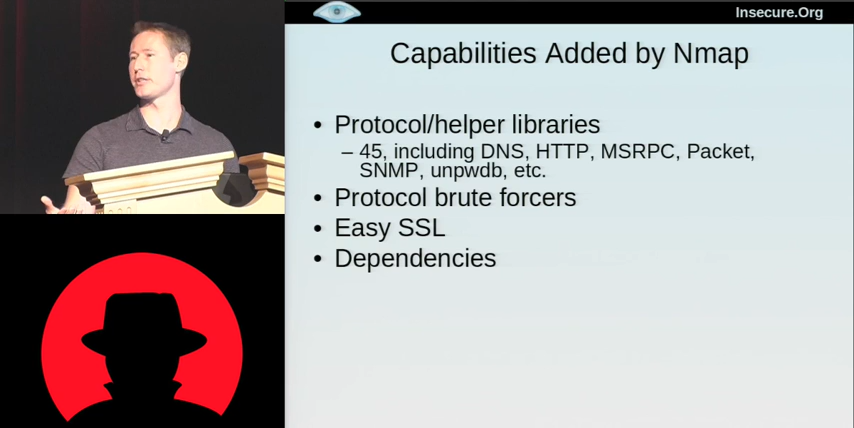 Insecure.Org
Capabilities Added by Nmap
• Protocol/helper libraries
– 45, including DNS, HTTP, MSRPC, Packet,
SNMP, unpwdb, etc.
• Protocol brute forcers
• Easy SSL
• Dependencies